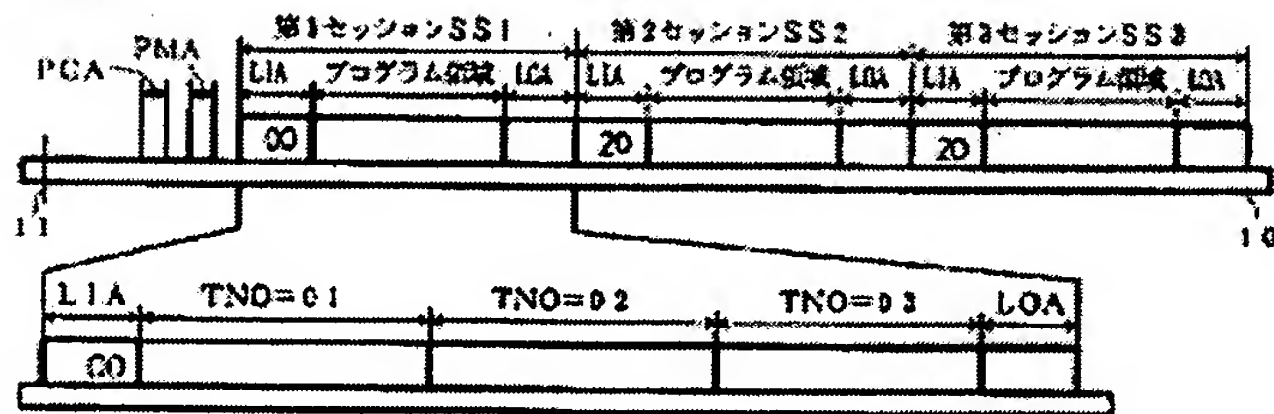 第1セッションSS1 第2セッションSS2 第3セッションSS3
PMA
PCA
LIA プログラム領域 LOA LIA プログラム領域 LOA LIA プログラム領域 LOA
00 20 20
11 10
LIA TNO=01 TNO=02 TNO=03 LOA
00